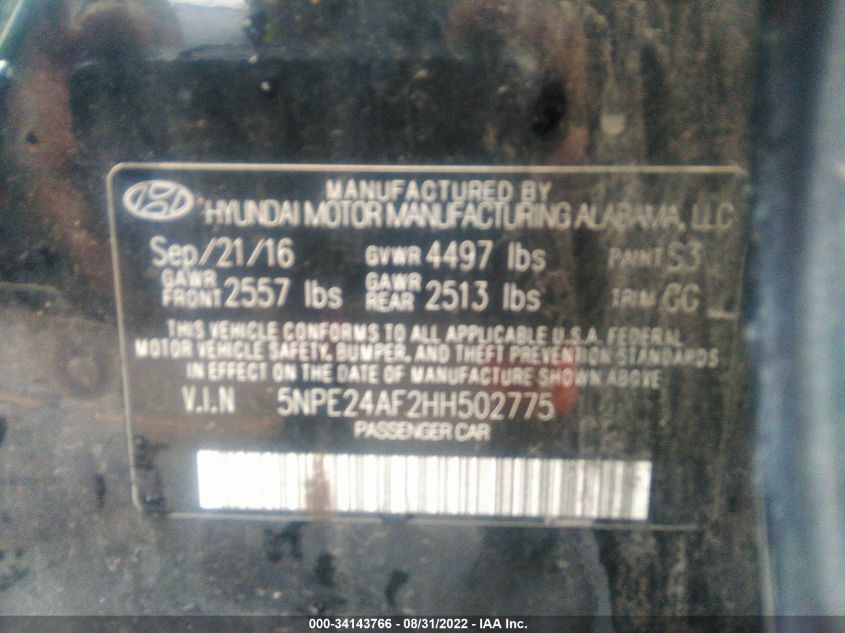 MANUFACTURED BY
HYUNDAI MOTOR MANUFACTURING ALABAMA, LLC
Sep/21/16 GVWR 4497 lbs PAINT S3
GAWR FRONT 2557 lbs GAWR REAR 2513 lbs TRIM GG
THIS VEHICLE CONFORMS TO ALL APPLICABLE U.S.A. FEDERAL
MOTOR VEHICLE SAFETY, BUMPER, AND THEFT PREVENTION STANDARDS
IN EFFECT ON THE DATE OF MANUFACTURE SHOWN ABOVE
V.I.N 5NPE24AF2HH502775
PASSENGER CAR
000-34143766 - 08/31/2022 - IAA Inc.